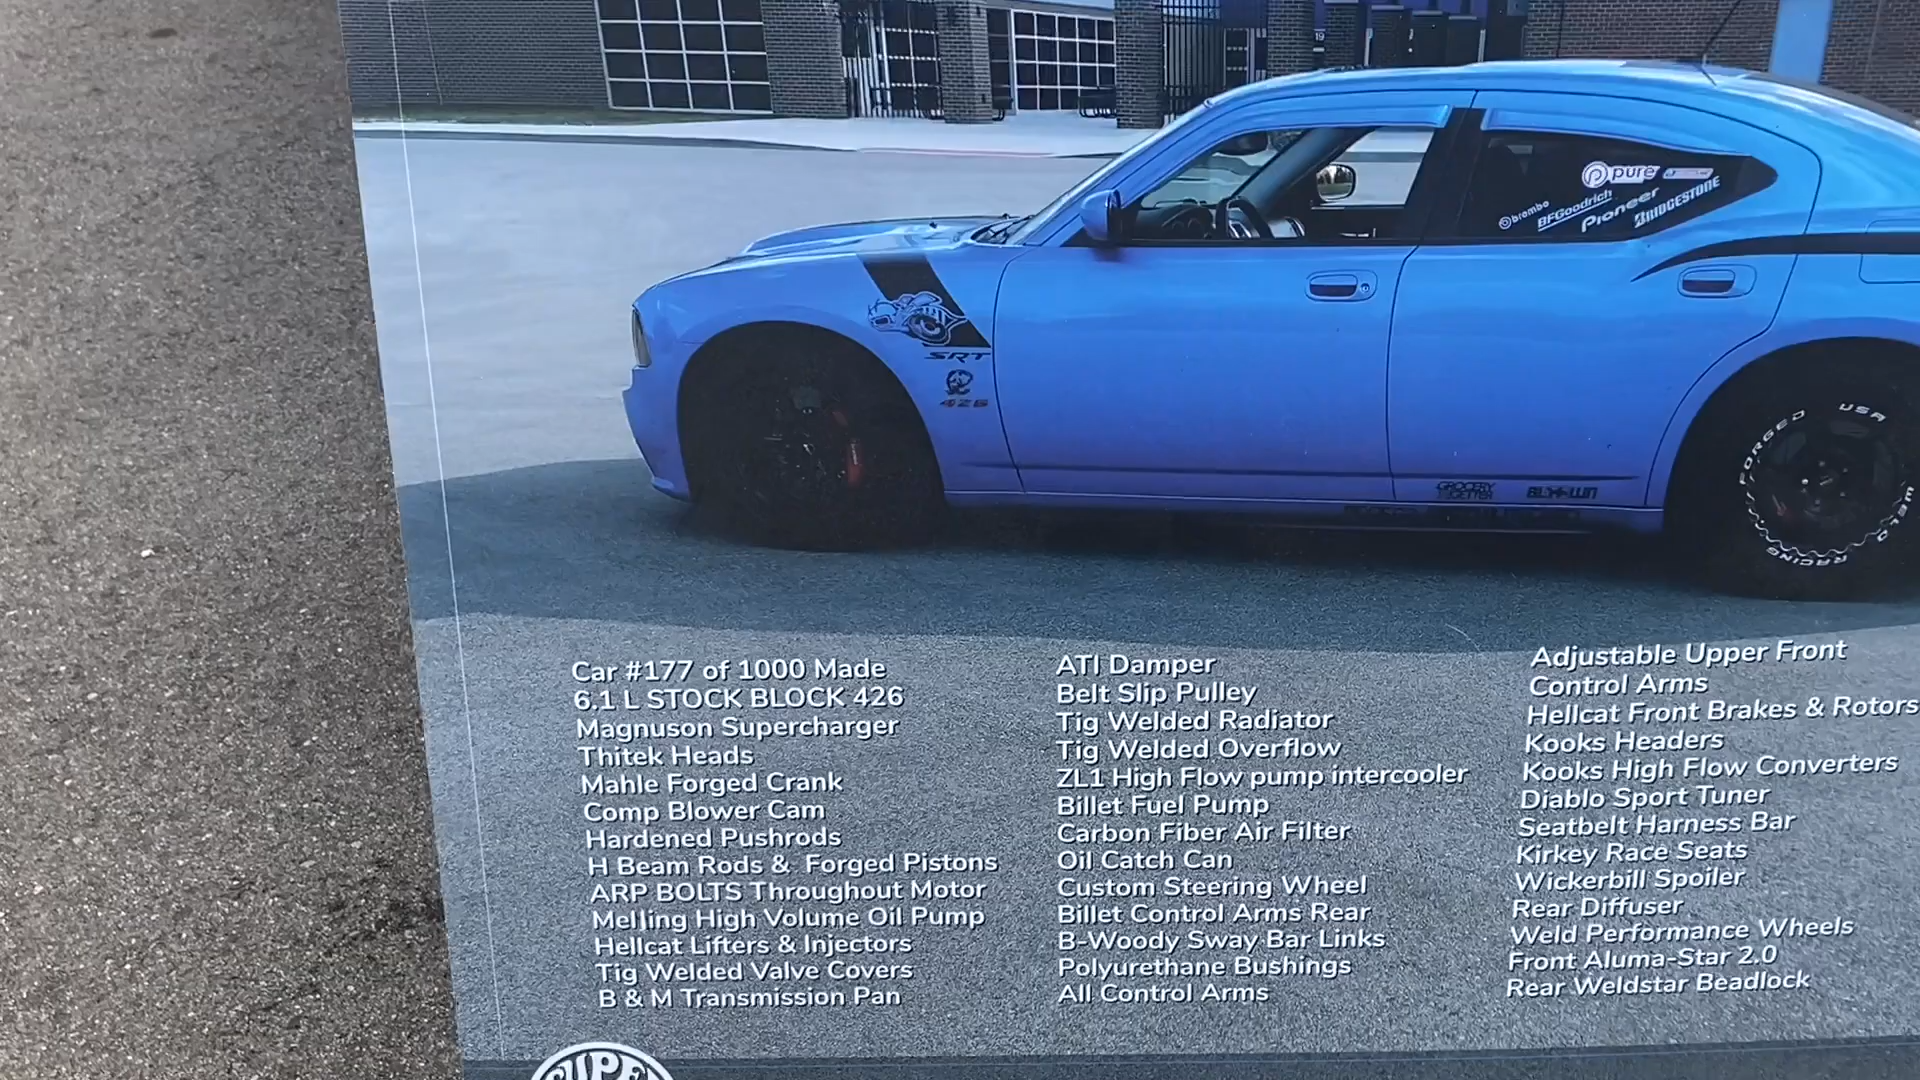 19
pure
brembo
BFGoodrich
Pioneer
BRIDGESTONE
SRT
426
GROCERY
GETTER
BLOWN
FORGED USA
WELD
RACING
Car #177 of 1000 Made
6.1 L STOCK BLOCK 426
Magnuson Supercharger
Thitek Heads
Mahle Forged Crank
Comp Blower Cam
Hardened Pushrods
H Beam Rods & Forged Pistons
ARP BOLTS Throughout Motor
Melling High Volume Oil Pump
Hellcat Lifters & Injectors
Tig Welded Valve Covers
B & M Transmission Pan
ATI Damper
Belt Slip Pulley
Tig Welded Radiator
Tig Welded Overflow
ZL1 High Flow pump intercooler
Billet Fuel Pump
Carbon Fiber Air Filter
Oil Catch Can
Custom Steering Wheel
Billet Control Arms Rear
B-Woody Sway Bar Links
Polyurethane Bushings
All Control Arms
Adjustable Upper Front
Control Arms
Hellcat Front Brakes & Rotors
Kooks Headers
Kooks High Flow Converters
Diablo Sport Tuner
Seatbelt Harness Bar
Kirkey Race Seats
Wickerbill Spoiler
Rear Diffuser
Weld Performance Wheels
Front Aluma-Star 2.0
Rear Weldstar Beadlock
SUPER